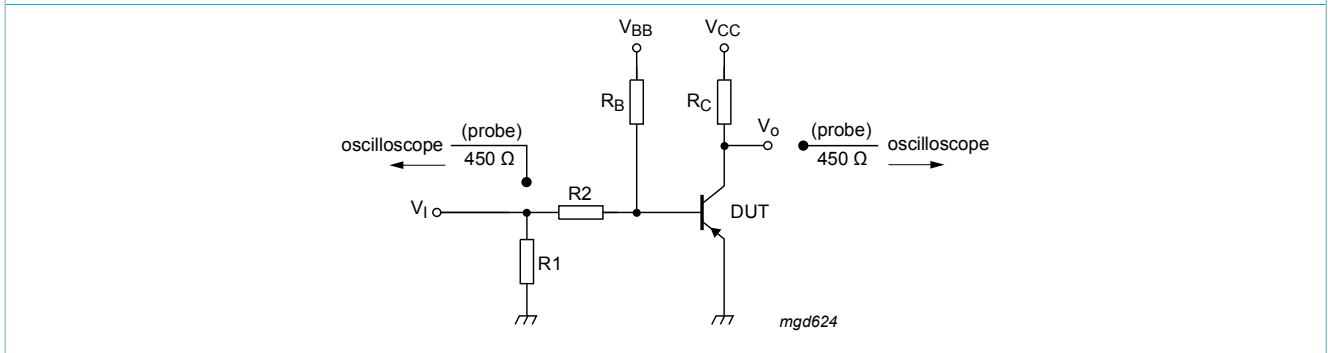 VBB
VCC
RB
RC
Vo
oscilloscope
(probe)
450 Ω
(probe)
450 Ω
oscilloscope
R2
VI
DUT
R1
mgd624